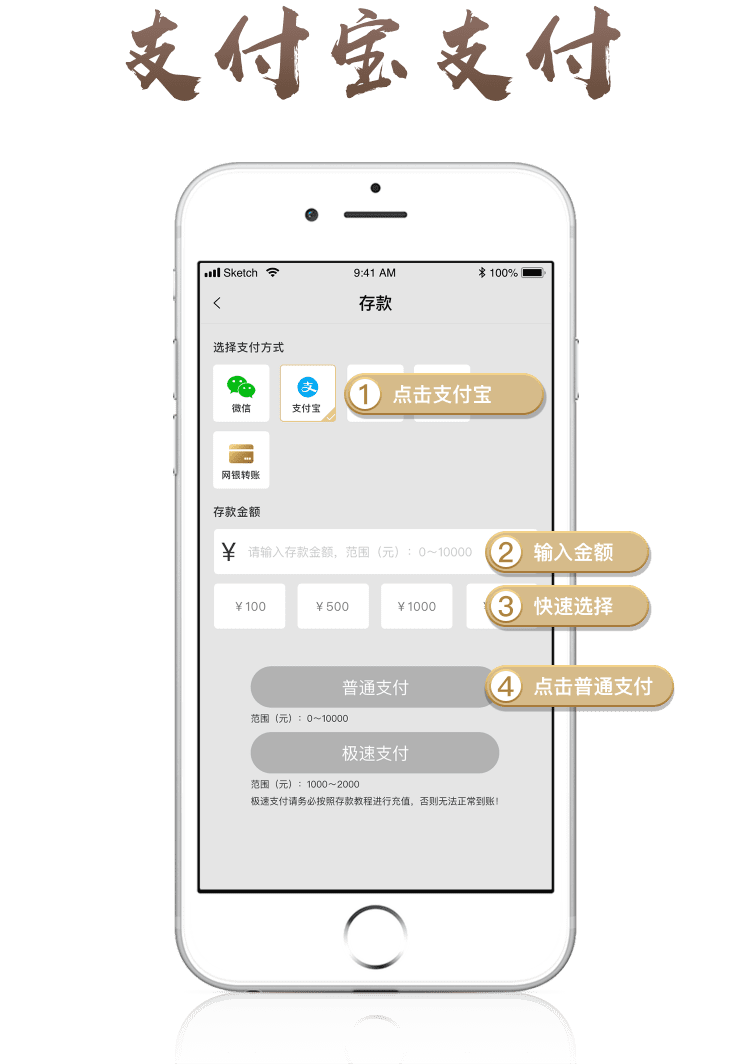 支付宝支付
Sketch 9:41 AM 100%
存款
选择支付方式
微信 支付宝
① 点击支付宝
网银转账
存款金额
¥ 请输入存款金额，范围（元）：0～10000
② 输入金额
¥100 ¥500 ¥1000 ¥
③ 快速选择
普通支付
④ 点击普通支付
范围（元）：0～10000
极速支付
范围（元）：1000～2000
极速支付请务必按照存款教程进行充值，否则无法正常到账！